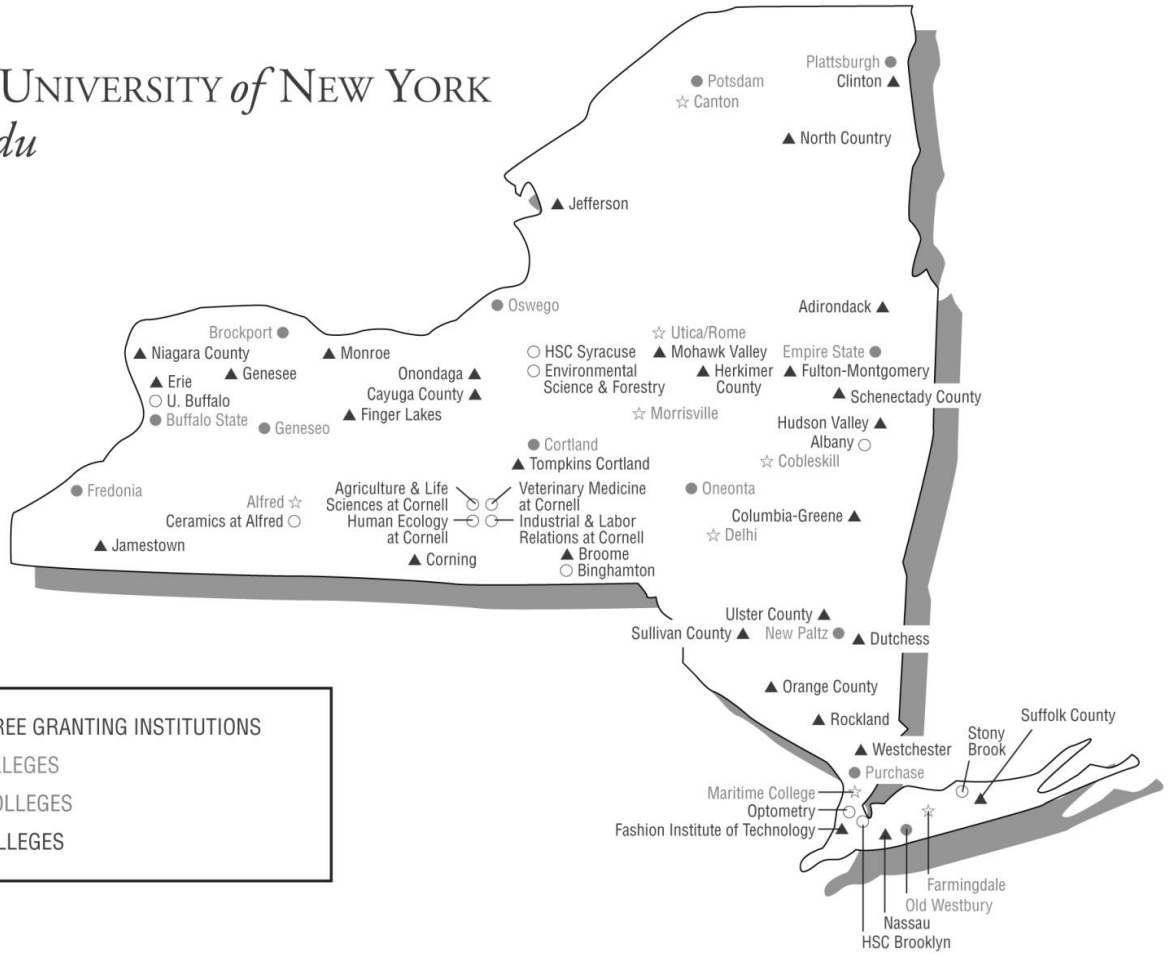 UNIVERSITY of NEW YORK
du
Plattsburgh
Clinton
Potsdam
Canton
North Country
Jefferson
Oswego
Adirondack
Brockport
Niagara County
Monroe
Genesee
Erie
U. Buffalo
Buffalo State
Geneseo
Onondaga
Cayuga County
Finger Lakes
HSC Syracuse
Environmental
Science & Forestry
Utica/Rome
Mohawk Valley
Herkimer
County
Empire State
Fulton-Montgomery
Schenectady County
Morrisville
Hudson Valley
Albany
Cobleskill
Cortland
Tompkins Cortland
Fredonia
Alfred
Ceramics at Alfred
Jamestown
Agriculture & Life
Sciences at Cornell
Human Ecology
at Cornell
Veterinary Medicine
at Cornell
Industrial & Labor
Relations at Cornell
Corning
Broome
Binghamton
Oneonta
Columbia-Greene
Delhi
Ulster County
Sullivan County
New Paltz
Dutchess
Orange County
Rockland
Westchester
Purchase
Maritime College
Optometry
Fashion Institute of Technology
Stony
Brook
Suffolk County
Farmingdale
Old Westbury
Nassau
HSC Brooklyn
REE GRANTING INSTITUTIONS
LLEGES
OLLEGES
LLEGES